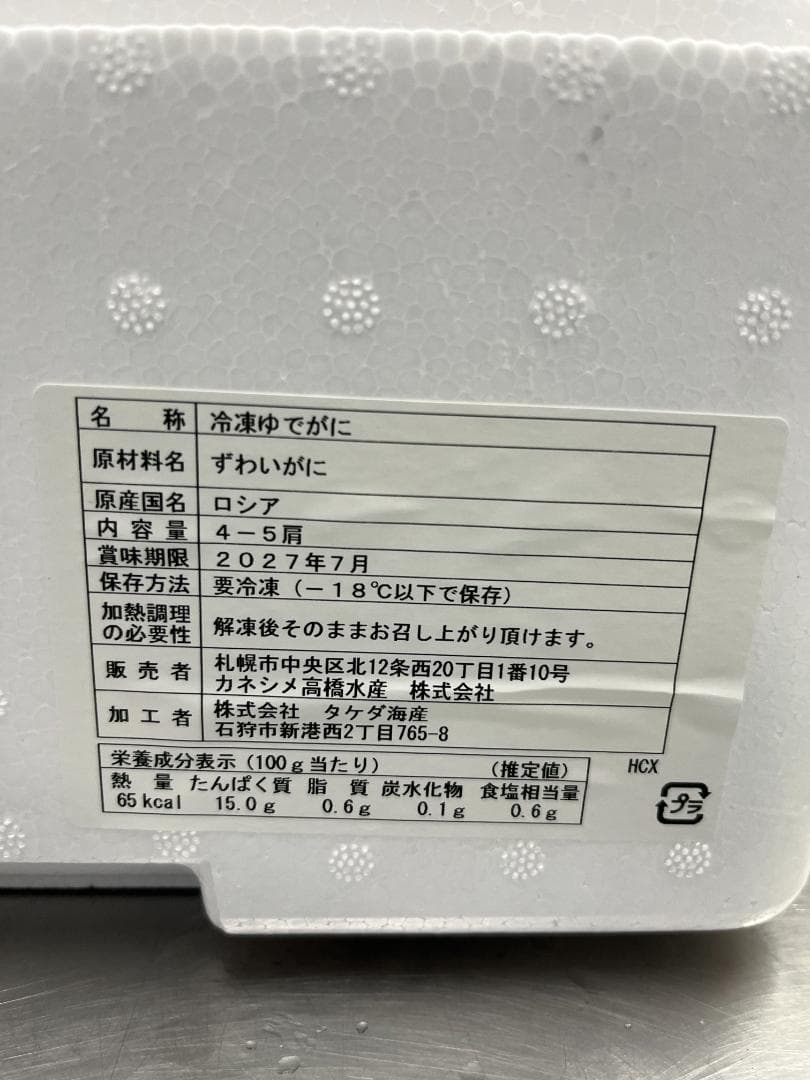 名称 冷凍ゆでがに
原材料名 ずわいがに
原産国名 ロシア
内容量 4－5肩
賞味期限 2027年7月
保存方法 要冷凍（－18℃以下で保存）
加熱調理の必要性 解凍後そのままお召し上がり頂けます。
販売者 札幌市中央区北12条西20丁目1番10号
カネシメ高橋水産 株式会社
加工者 株式会社 タケダ海産
石狩市新港西2丁目765-8
栄養成分表示（100g当たり） （推定値）
熱量 たんぱく質 脂質 炭水化物 食塩相当量
65kcal 15.0g 0.6g 0.1g 0.6g
HCX
プラ